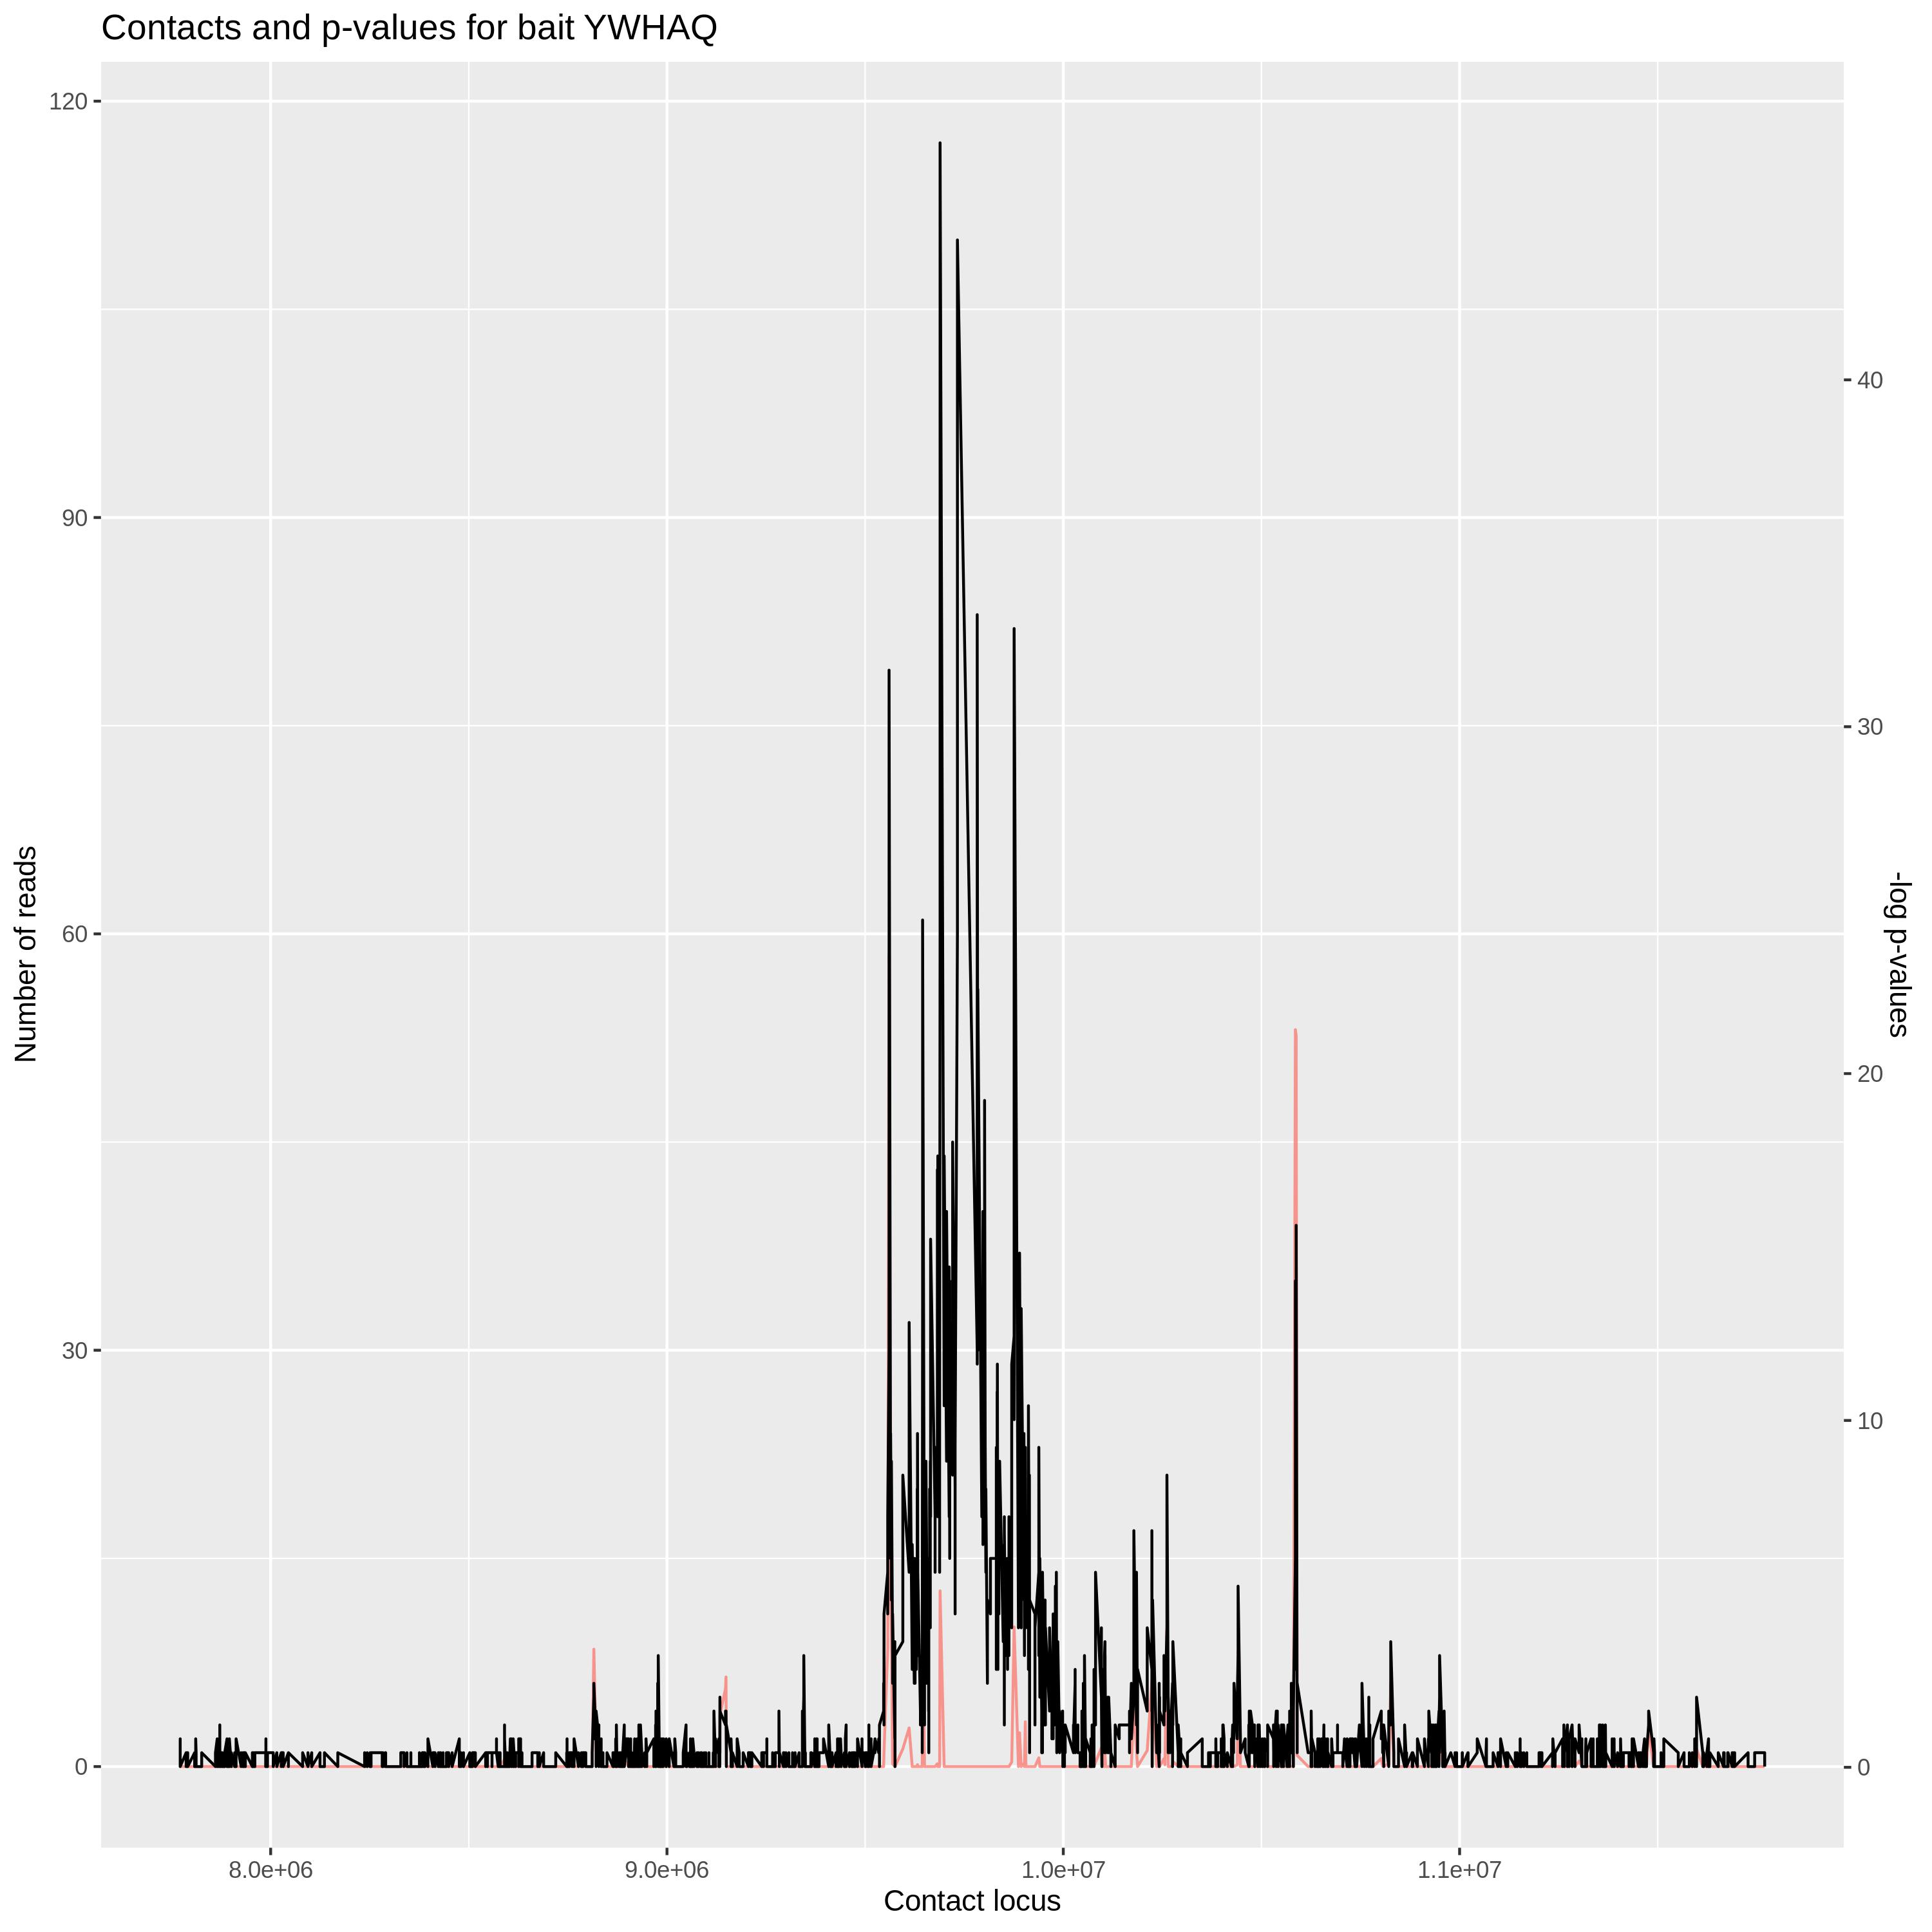 Contacts and p-values for bait YWHAQ
120
90
60
30
0
Number of reads
40
30
20
10
0
-log p-values
8.0e+06
9.0e+06
1.0e+07
1.1e+07
Contact locus